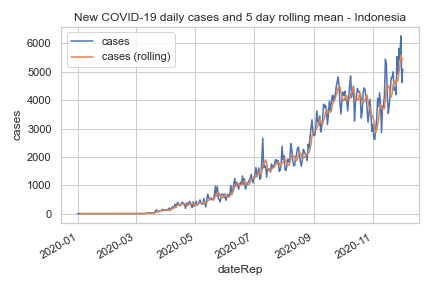 New COVID-19 daily cases and 5 day rolling mean - Indonesia
cases
cases (rolling)
6000
5000
4000
3000
2000
1000
0
cases
2020-01
2020-03
2020-05
2020-07
2020-09
2020-11
dateRep